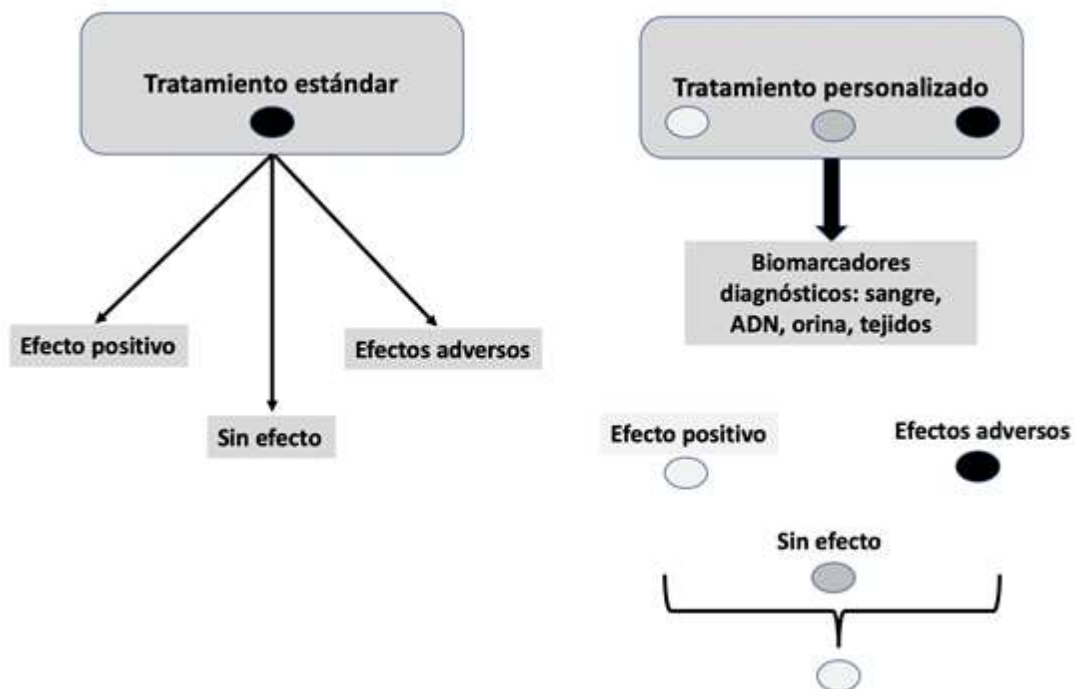 Tratamiento estándar
Efecto positivo
Efectos adversos
Sin efecto
Tratamiento personalizado
Biomarcadores
diagnósticos: sangre,
ADN, orina, tejidos
Efecto positivo
Efectos adversos
Sin efecto